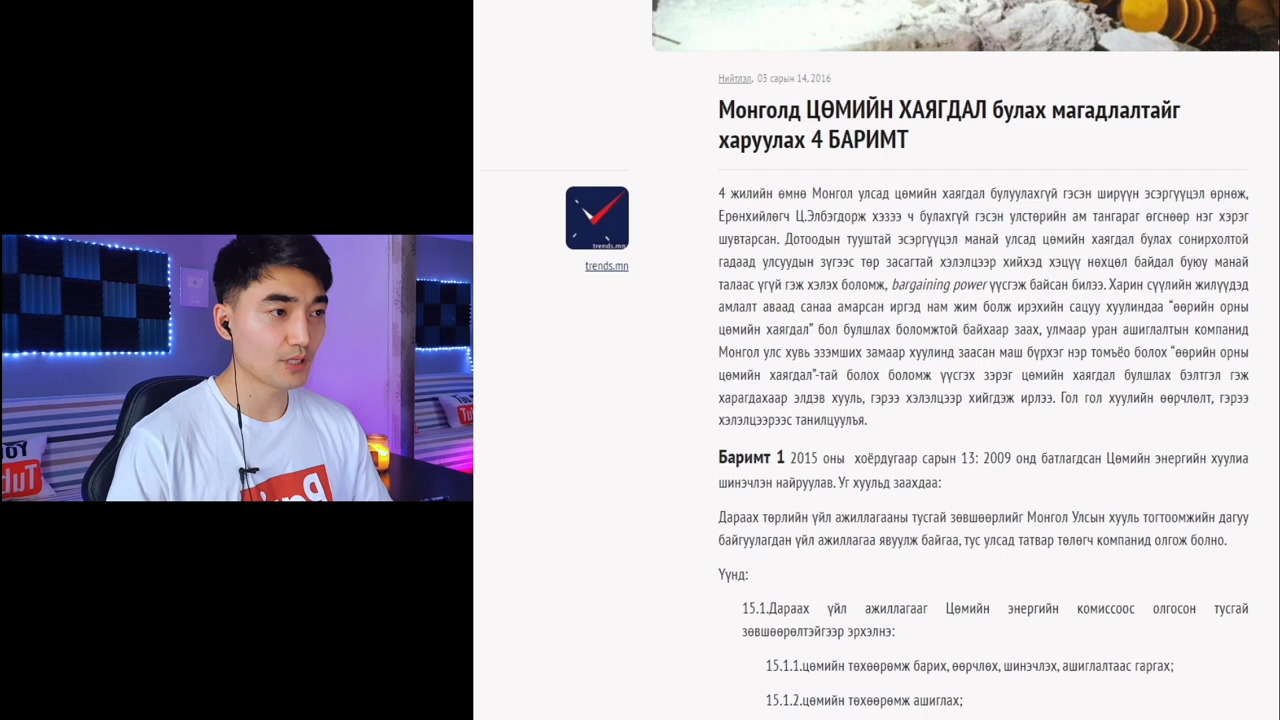 Нийтлэл, 03 сарын 14, 2016
Монголд ЦӨМИЙН ХАЯГДАЛ булах магадлалтайг
харуулах 4 БАРИМТ
trends.mn
trends.mn
4 жилийн өмнө Монгол улсад цөмийн хаягдал булуулахгүй гэсэн ширүүн эсэргүүцэл өрнөж,
Ерөнхийлөгч Ц.Элбэгдорж хэзээ ч булахгүй гэсэн улстөрийн ам тангараг өгснөөр нэг хэрэг
шувтарсан. Дотоодын тууштай эсэргүүцэл манай улсад цөмийн хаягдал булах сонирхолтой
гадаад улсуудын зүгээс төр засагтай хэлэлцээр хийхэд хэцүү нөхцөл байдал буюу манай
талаас үгүй гэж хэлэх боломж, bargaining power үүсгэж байсан билээ. Харин сүүлийн жилүүдэд
амлалт аваад санаа амарсан иргэд нам жим болж ирэхийн сацуу хуулиндаа “өөрийн орны
цөмийн хаягдал” бол булшлах боломжтой байхаар заах, улмаар уран ашиглалтын компанид
Монгол улс хувь эзэмших замаар хуулинд заасан маш бүрхэг нэр томъёо болох “өөрийн орны
цөмийн хаягдал”-тай болох боломж үүсгэх зэрэг цөмийн хаягдал булшлах бэлтгэл гэж
харагдахаар элдэв хууль, гэрээ хэлэлцээр хийгдэж ирлээ. Гол гол хуулийн өөрчлөлт, гэрээ
хэлэлцээрээс танилцуулъя.
Баримт 1 2015 оны хоёрдугаар сарын 13: 2009 онд батлагдсан Цөмийн энергийн хуулиа
шинэчлэн найруулав. Уг хуульд заахдаа:
Дараах төрлийн үйл ажиллагааны тусгай зөвшөөрлийг Монгол Улсын хууль тогтоомжийн дагуу
байгуулагдан үйл ажиллагаа явуулж байгаа, тус улсад татвар төлөгч компанид олгож болно.
Үүнд:
15.1.Дараах үйл ажиллагааг Цөмийн энергийн комиссоос олгосон тусгай
зөвшөөрөлтэйгээр эрхэлнэ:
15.1.1.цөмийн төхөөрөмж барих, өөрчлөх, шинэчлэх, ашиглалтаас гаргах;
15.1.2.цөмийн төхөөрөмж ашиглах;